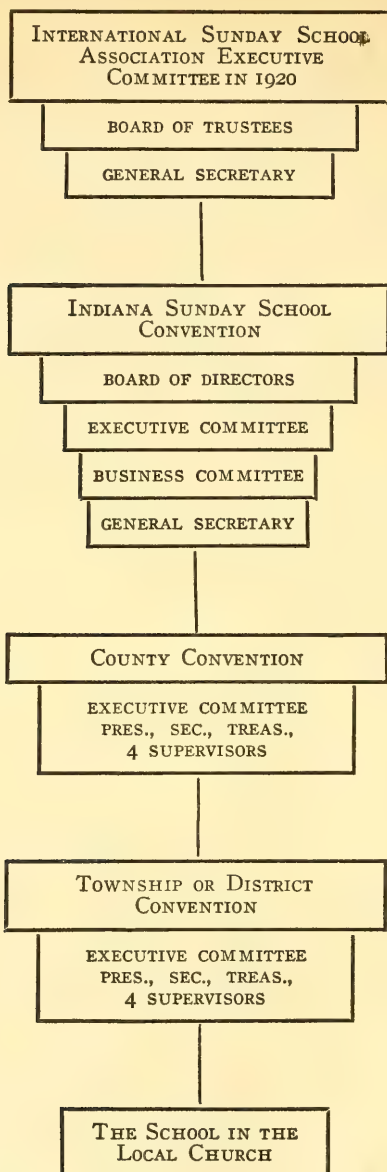 INTERNATIONAL SUNDAY SCHOOL
ASSOCIATION EXECUTIVE
COMMITTEE IN 1920
BOARD OF TRUSTEES
GENERAL SECRETARY
INDIANA SUNDAY SCHOOL
CONVENTION
BOARD OF DIRECTORS
EXECUTIVE COMMITTEE
BUSINESS COMMITTEE
GENERAL SECRETARY
COUNTY CONVENTION
EXECUTIVE COMMITTEE
PRES., SEC., TREAS.,
4 SUPERVISORS
TOWNSHIP OR DISTRICT
CONVENTION
EXECUTIVE COMMITTEE
PRES., SEC., TREAS.,
4 SUPERVISORS
THE SCHOOL IN THE
LOCAL CHURCH